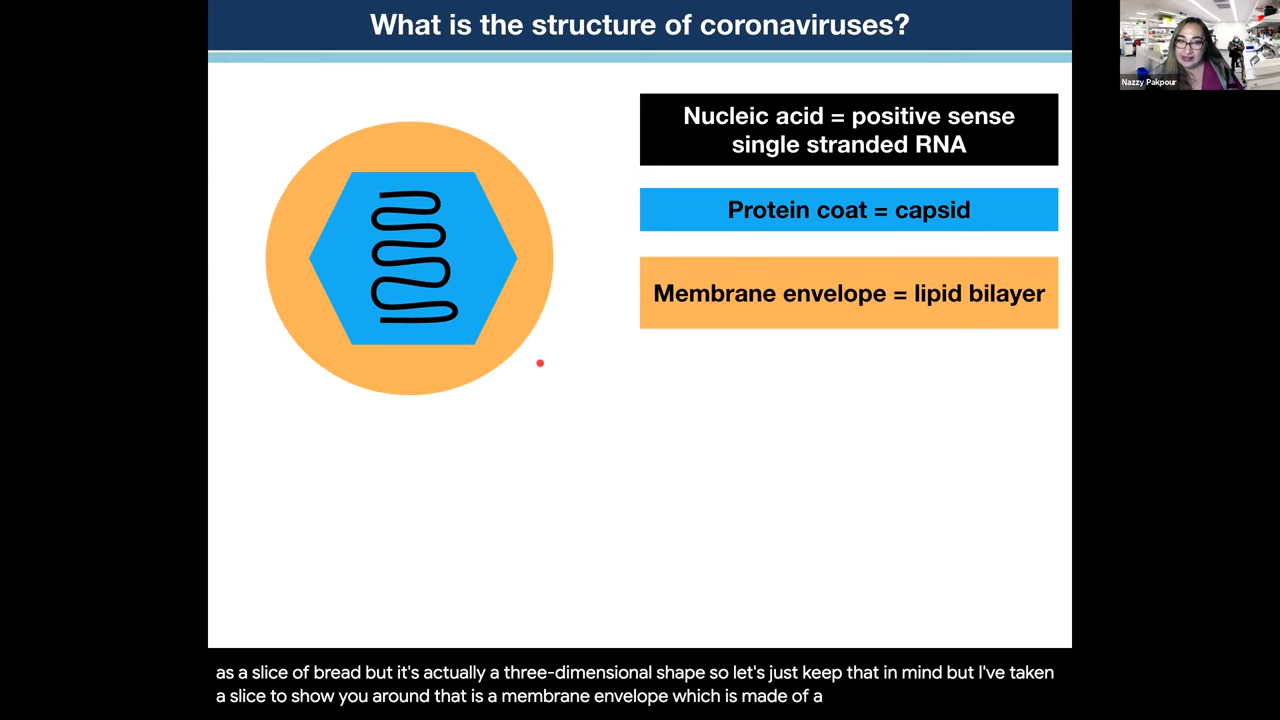 What is the structure of coronaviruses?
Nazzy Pakpour
Nucleic acid = positive sense
single stranded RNA
Protein coat = capsid
Membrane envelope = lipid bilayer
as a slice of bread but it's actually a three-dimensional shape so let's just keep that in mind but I've taken
a slice to show you around that is a membrane envelope which is made of a